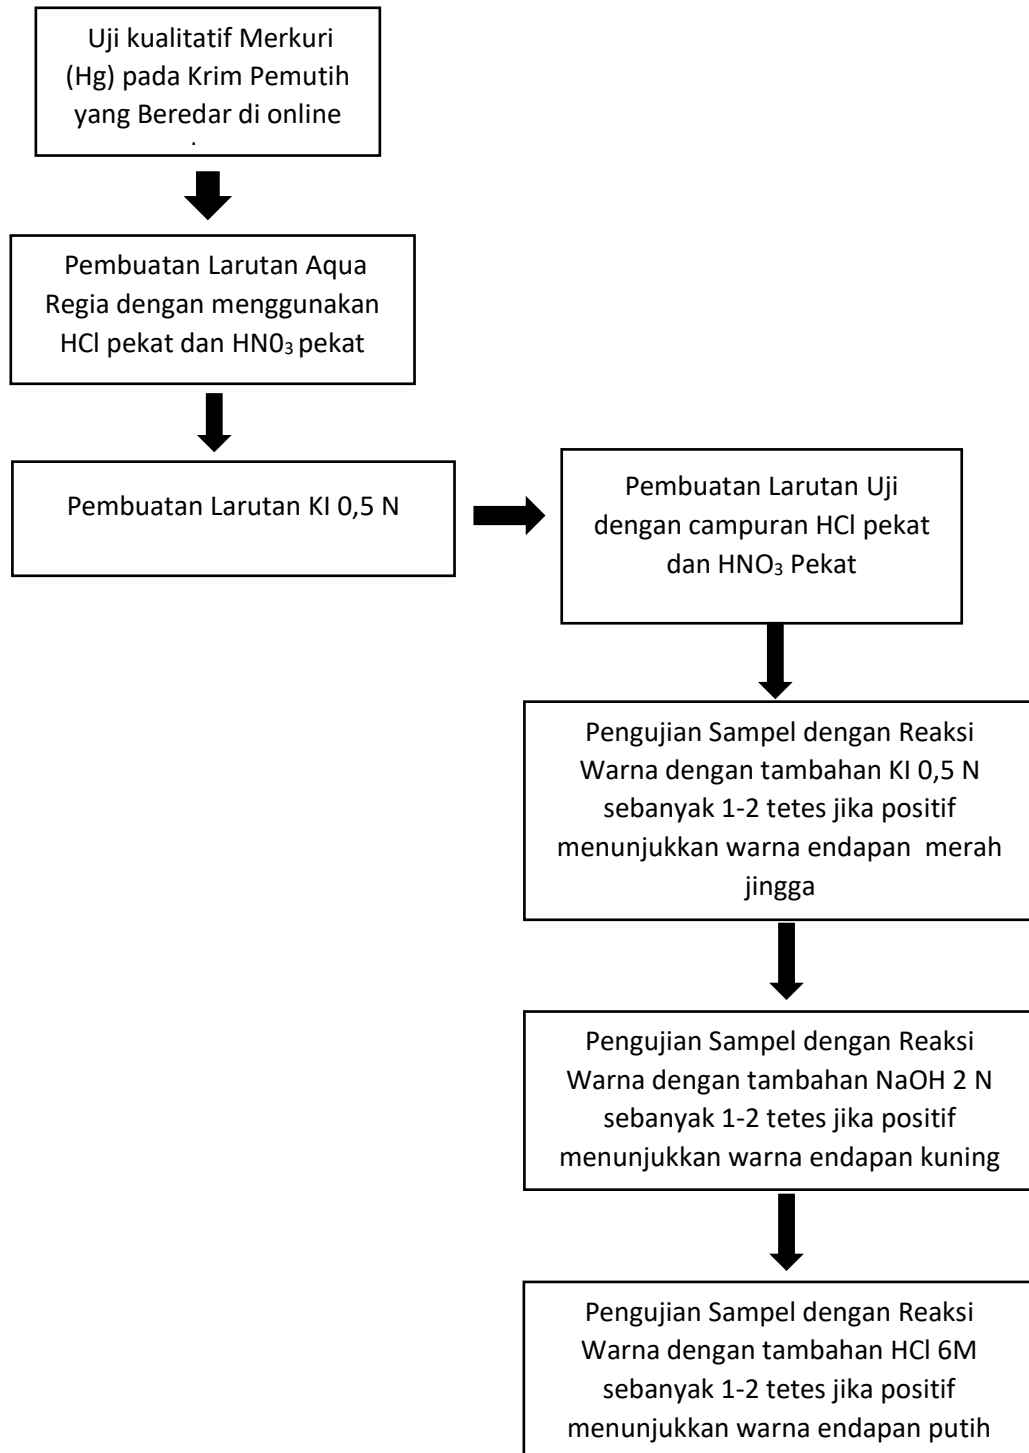 Uji kualitatif Merkuri
(Hg) pada Krim Pemutih
yang Beredar di online
.
Pembuatan Larutan Aqua
Regia dengan menggunakan
HCl pekat dan HN0₃ pekat
Pembuatan Larutan KI 0,5 N
Pembuatan Larutan Uji
dengan campuran HCl pekat
dan HNO₃ Pekat
Pengujian Sampel dengan Reaksi
Warna dengan tambahan KI 0,5 N
sebanyak 1-2 tetes jika positif
menunjukkan warna endapan merah
jingga
Pengujian Sampel dengan Reaksi
Warna dengan tambahan NaOH 2 N
sebanyak 1-2 tetes jika positif
menunjukkan warna endapan kuning
Pengujian Sampel dengan Reaksi
Warna dengan tambahan HCl 6M
sebanyak 1-2 tetes jika positif
menunjukkan warna endapan putih